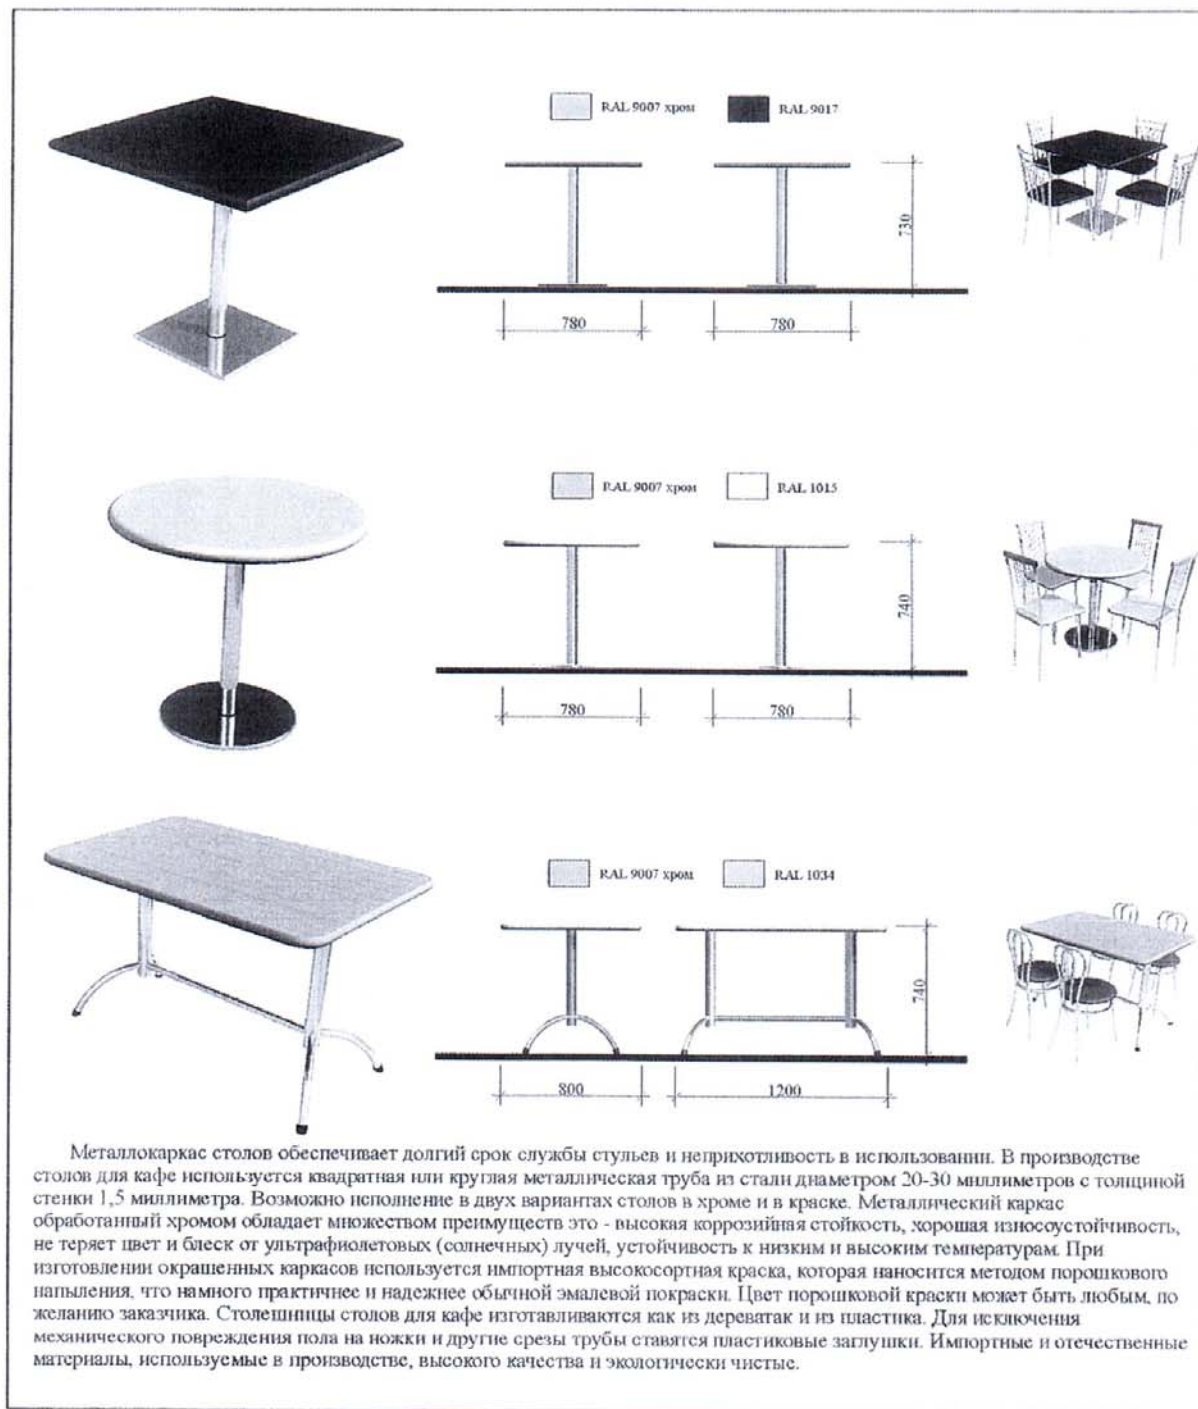 RAL 9007 хром RAL 9017
730
780 780
RAL 9007 хром RAL 1015
740
780 780
RAL 9007 хром RAL 1034
740
800 1200
Металлокаркас столов обеспечивает долгий срок службы стульев и неприхотливость в использовании. В производстве
столов для кафе используется квадратная или круглая металлическая труба из стали диаметром 20-30 миллиметров с толщиной
стенки 1,5 миллиметра. Возможно исполнение в двух вариантах столов в хроме и в краске. Металлический каркас
обработанный хромом обладает множеством преимуществ это - высокая коррозийная стойкость, хорошая износоустойчивость,
не теряет цвет и блеск от ультрафиолетовых (солнечных) лучей, устойчивость к низким и высоким температурам. При
изготовлении окрашенных каркасов используется импортная высокосортная краска, которая наносится методом порошкового
напыления, что намного практичнее и надежнее обычной эмалевой покраски. Цвет порошковой краски может быть любым, по
желанию заказчика. Столешницы столов для кафе изготавливаются как из дереватак и из пластика. Для исключения
механического повреждения пола на ножки и другие срезы трубы ставятся пластиковые заглушки. Импортные и отечественные
материалы, используемые в производстве, высокого качества и экологически чистые.